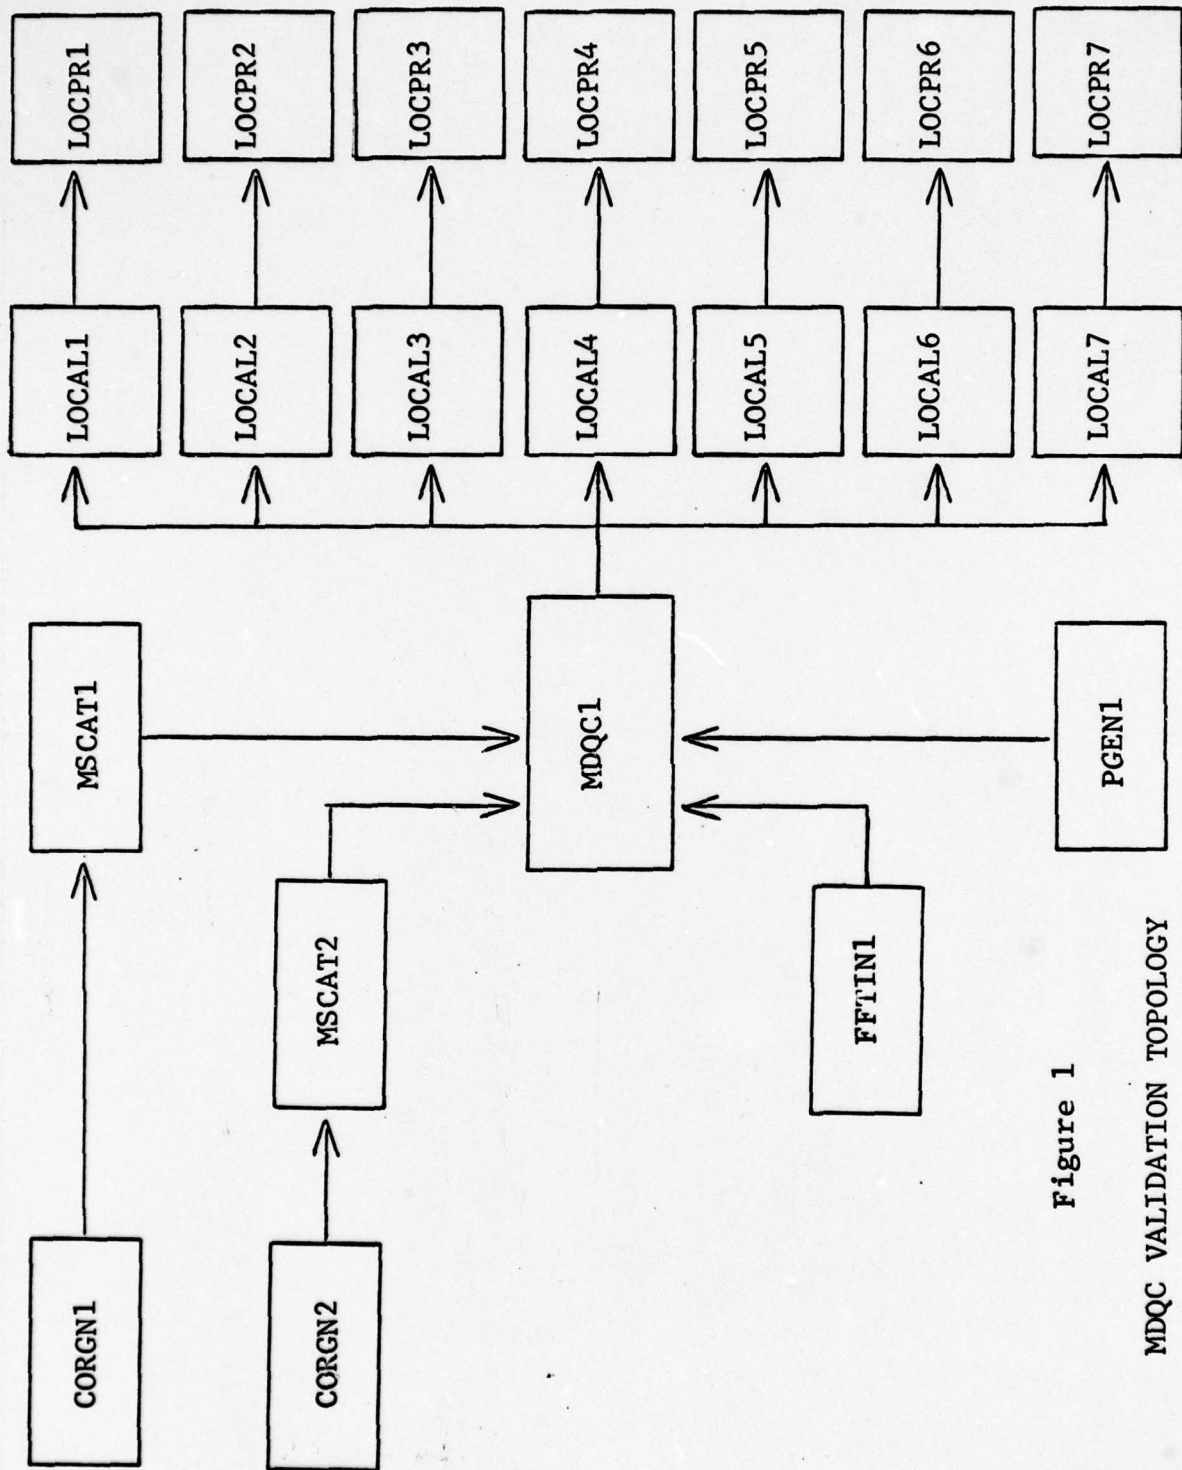 CORGN1
MSCAT1
LOCAL1
LOCPR1
LOCAL2
LOCPR2
CORGN2
MSCAT2
LOCAL3
LOCPR3
MDQC1
LOCAL4
LOCPR4
LOCAL5
LOCPR5
FFTIN1
LOCAL6
LOCPR6
PGEN1
LOCAL7
LOCPR7
Figure 1
MDQC VALIDATION TOPOLOGY